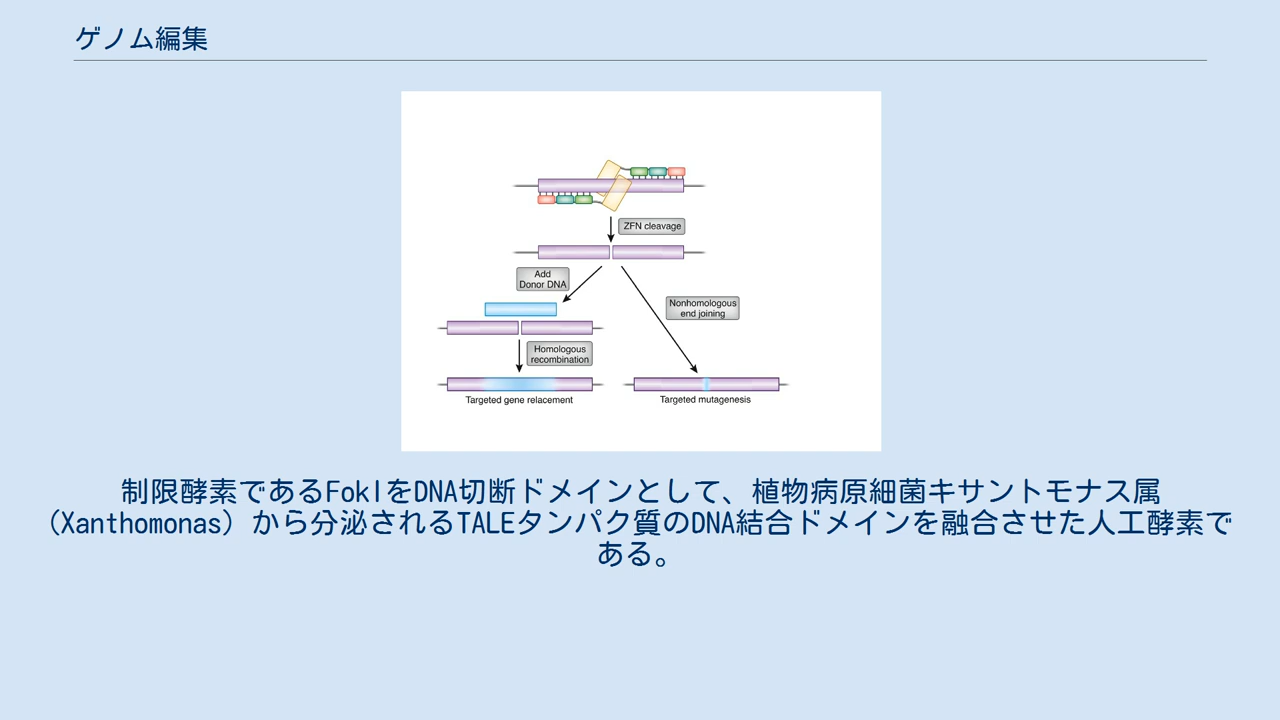 ゲノム編集
ZFN cleavage
Add
Donor DNA
Nonhomologous
end joining
Homologous
recombination
Targeted gene relacement
Targeted mutagenesis
制限酵素であるFokIをDNA切断ドメインとして、植物病原細菌キサントモナス属
（Xanthomonas）から分泌されるTALEタンパク質のDNA結合ドメインを融合させた人工酵素で
ある。